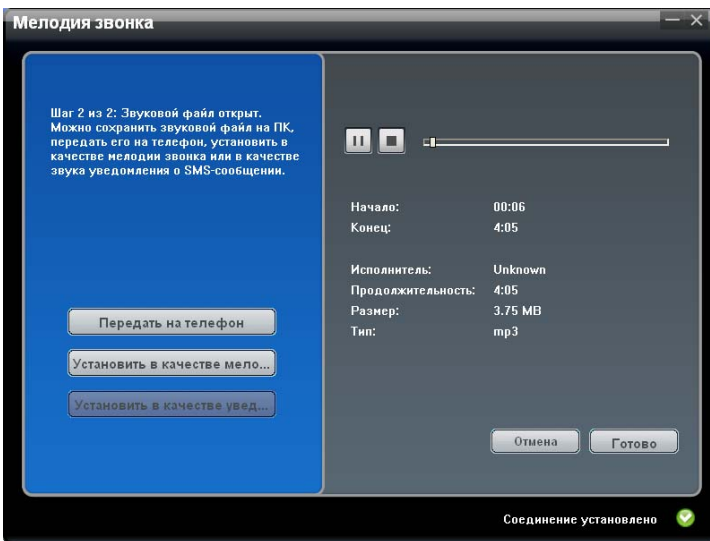 Мелодия звонка
Шаг 2 из 2: Звуковой файл открыт.
Можно сохранить звуковой файл на ПК,
передать его на телефон, установить в
качестве мелодии звонка или в качестве
звука уведомления о SMS-сообщении.
Передать на телефон
Установить в качестве мело...
Установить в качестве увед...
Начало: 00:06
Конец: 4:05
Исполнитель: Unknown
Продолжительность: 4:05
Размер: 3.75 MB
Тип: mp3
Отмена Готово
Соединение установлено